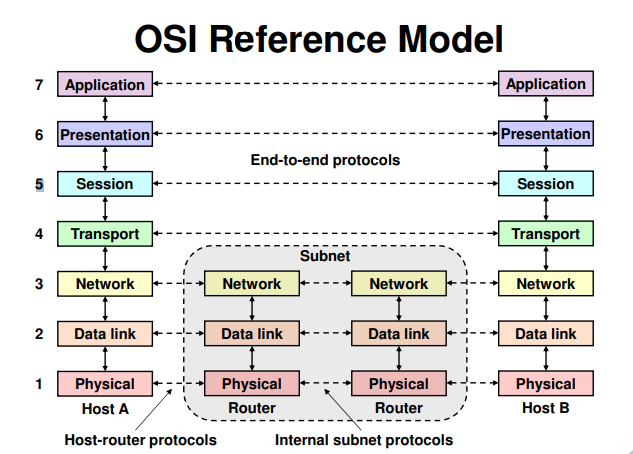 OSI Reference Model
7 Application Application
6 Presentation Presentation
End-to-end protocols
5 Session Session
4 Transport Transport
Subnet
3 Network Network Network Network
2 Data link Data link Data link Data link
1 Physical Physical Physical Physical
Host A Router Router Host B
Host-router protocols Internal subnet protocols